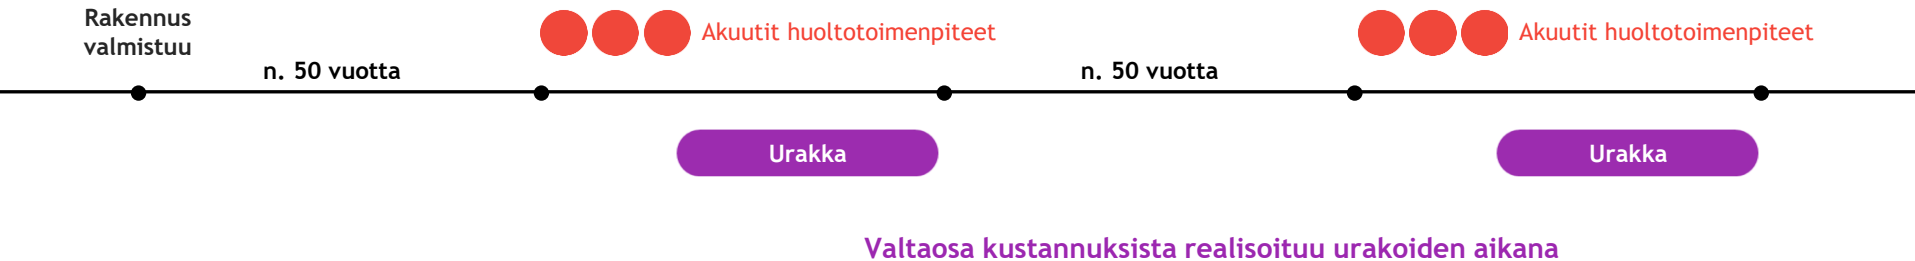 Rakennus
valmistuu
n. 50 vuotta
Akuutit huoltotoimenpiteet
n. 50 vuotta
Akuutit huoltotoimenpiteet
Urakka
Urakka
Valtaosa kustannuksista realisoituu urakoiden aikana